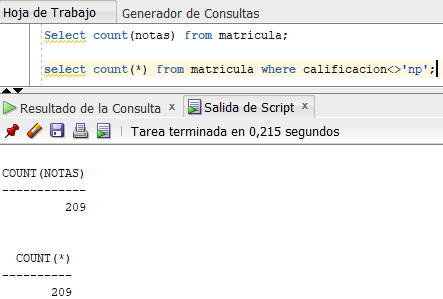 Hoja de Trabajo Generador de Consultas
Select count(notas) from matricula;
select count(*) from matricula where calificacion<>'np';
Resultado de la Consulta x Salida de Script x
Tarea terminada en 0,215 segundos
COUNT(NOTAS)
------------
209
COUNT(*)
----------
209